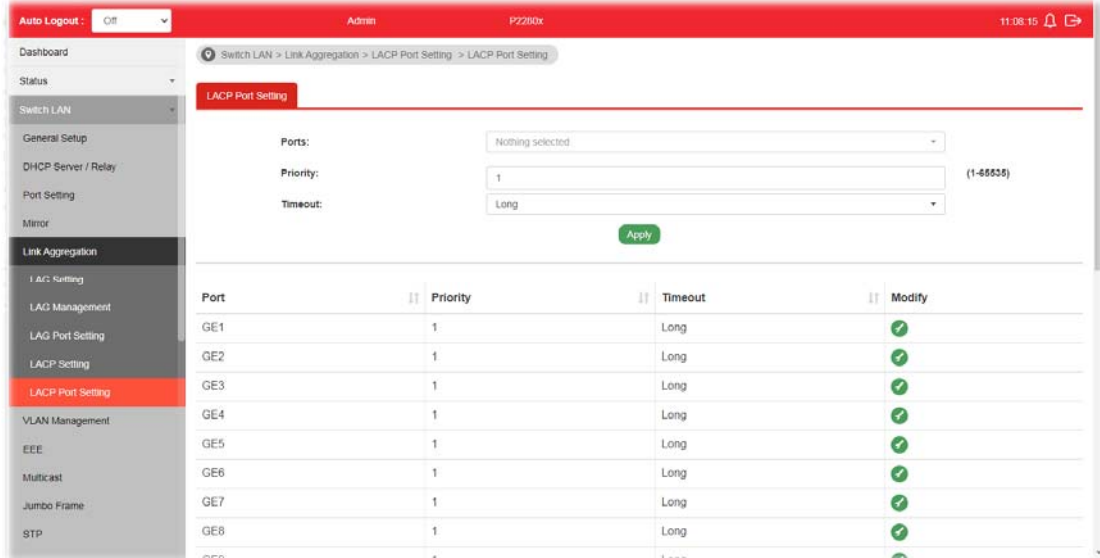 Auto Logout : Off Admin P2280x 11:08:15
Dashboard
Status
Switch LAN
General Setup
DHCP Server / Relay
Port Setting
Mirror
Link Aggregation
LAG Setting
LAG Management
LAG Port Setting
LACP Setting
LACP Port Setting
VLAN Management
EEE
Multicast
Jumbo Frame
STP
Switch LAN > Link Aggregation > LACP Port Setting > LACP Port Setting
LACP Port Setting
Ports: Nothing selected
Priority: 1 (1-65535)
Timeout: Long
Apply
Port Priority Timeout Modify
GE1 1 Long
GE2 1 Long
GE3 1 Long
GE4 1 Long
GE5 1 Long
GE6 1 Long
GE7 1 Long
GE8 1 Long